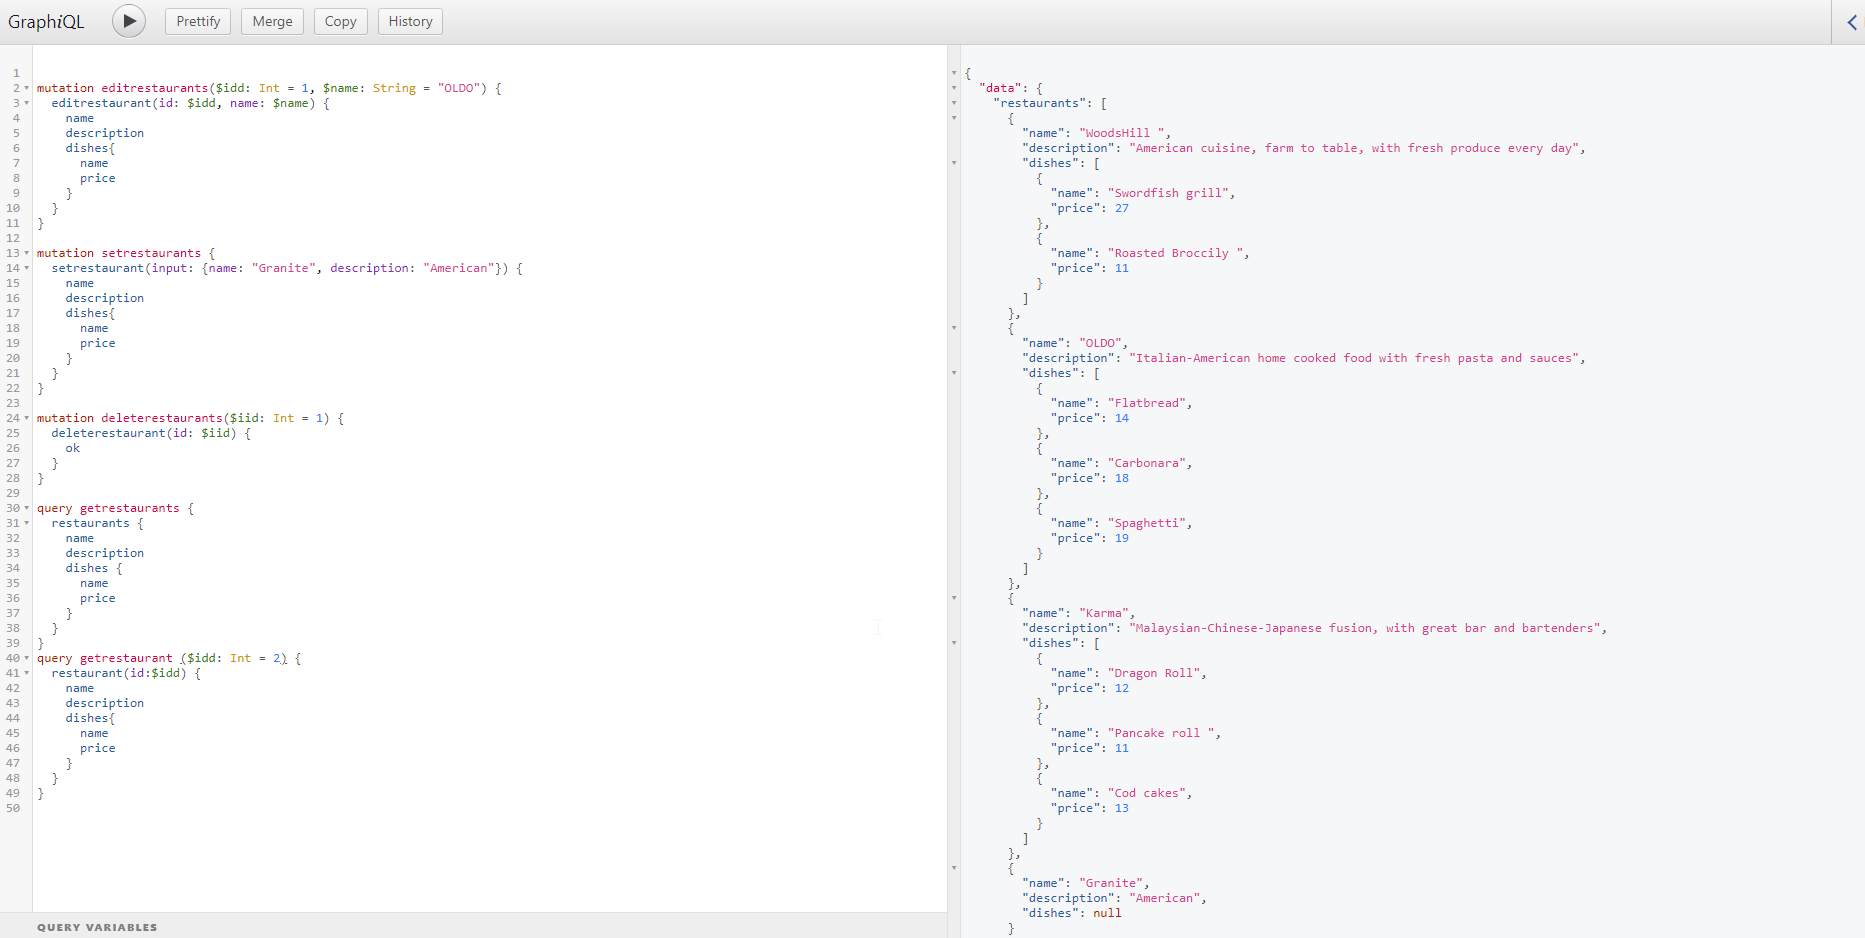 GraphiQL
Prettify
Merge
Copy
History
1
2 mutation editrestaurants($idd: Int = 1, $name: String = "OLDO") {
3   editrestaurant(id: $idd, name: $name) {
4     name
5     description
6     dishes{
7       name
8       price
9     }
10   }
11 }
12
13 mutation setrestaurants {
14   setrestaurant(input: {name: "Granite", description: "American"}) {
15     name
16     description
17     dishes{
18       name
19       price
20     }
21   }
22 }
23
24 mutation deleterestaurants($iid: Int = 1) {
25   deleterestaurant(id: $iid) {
26     ok
27   }
28 }
29
30 query getrestaurants {
31   restaurants {
32     name
33     description
34     dishes {
35       name
36       price
37     }
38   }
39 }
40 query getrestaurant ($idd: Int = 2) {
41   restaurant(id:$idd) {
42     name
43     description
44     dishes{
45       name
46       price
47     }
48   }
49 }
50
QUERY VARIABLES
{
  "data": {
    "restaurants": [
      {
        "name": "WoodsHill ",
        "description": "American cuisine, farm to table, with fresh produce every day",
        "dishes": [
          {
            "name": "Swordfish grill",
            "price": 27
          },
          {
            "name": "Roasted Broccily ",
            "price": 11
          }
        ]
      },
      {
        "name": "OLDO",
        "description": "Italian-American home cooked food with fresh pasta and sauces",
        "dishes": [
          {
            "name": "Flatbread",
            "price": 14
          },
          {
            "name": "Carbonara",
            "price": 18
          },
          {
            "name": "Spaghetti",
            "price": 19
          }
        ]
      },
      {
        "name": "Karma",
        "description": "Malaysian-Chinese-Japanese fusion, with great bar and bartenders",
        "dishes": [
          {
            "name": "Dragon Roll",
            "price": 12
          },
          {
            "name": "Pancake roll ",
            "price": 11
          },
          {
            "name": "Cod cakes",
            "price": 13
          }
        ]
      },
      {
        "name": "Granite",
        "description": "American",
        "dishes": null
      }